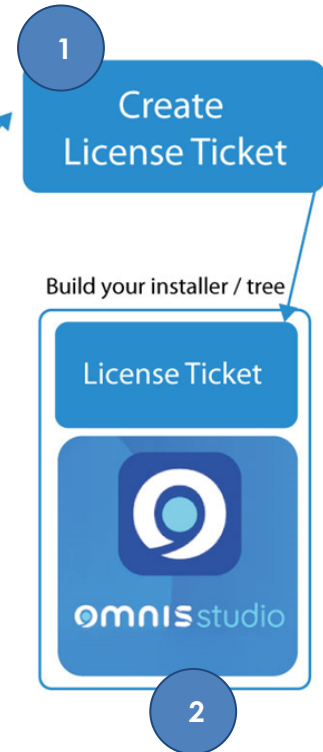 1
Create
License Ticket
Build your installer / tree
License Ticket
omnis studio
2